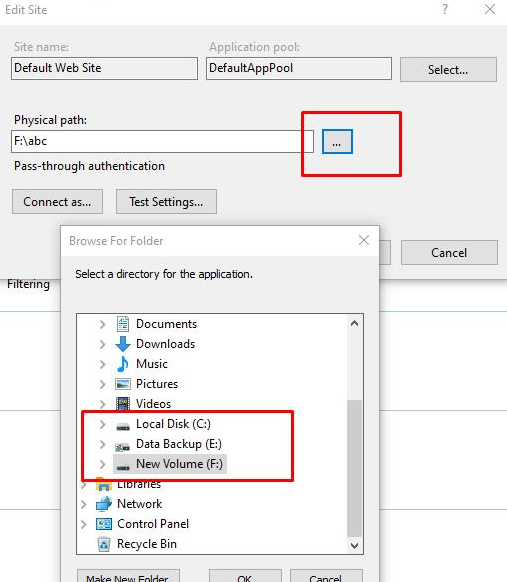 Edit Site
?
Site name:
Application pool:
Default Web Site
DefaultAppPool
Select...
Physical path:
F:\abc
...
Pass-through authentication
Connect as...
Test Settings...
Browse For Folder
Cancel
Select a directory for the application.
Filtering
Documents
Downloads
Music
Pictures
Videos
Local Disk (C:)
Data Backup (E:)
New Volume (F:)
Libraries
Network
Control Panel
Recycle Bin
Make New Folder
OK
Cancel